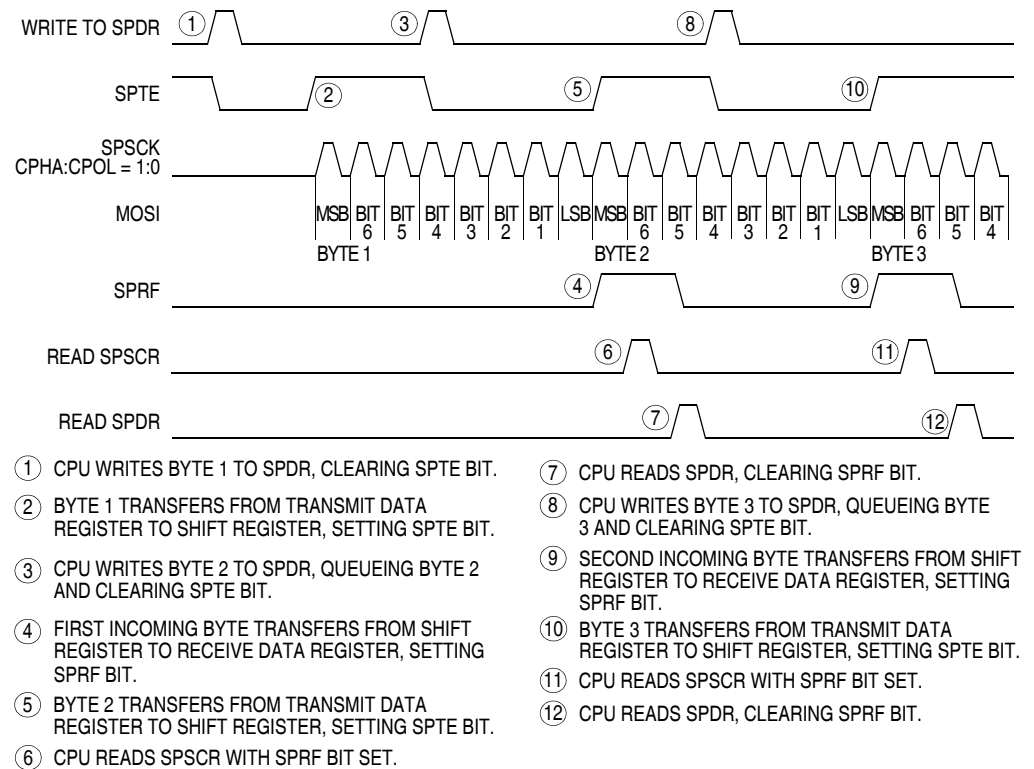 WRITE TO SPDR
1
3
8
SPTE
2
5
10
SPSCK
CPHA:CPOL = 1:0
MOSI
MSB BIT BIT BIT BIT BIT BIT LSB MSB BIT BIT BIT BIT BIT BIT LSB MSB BIT BIT BIT
6 5 4 3 2 1 6 5 4 3 2 1 6 5 4
BYTE 1 BYTE 2 BYTE 3
SPRF
4
9
READ SPSCR
6
11
READ SPDR
7
12
1 CPU WRITES BYTE 1 TO SPDR, CLEARING SPTE BIT.
2 BYTE 1 TRANSFERS FROM TRANSMIT DATA
REGISTER TO SHIFT REGISTER, SETTING SPTE BIT.
3 CPU WRITES BYTE 2 TO SPDR, QUEUEING BYTE 2
AND CLEARING SPTE BIT.
4 FIRST INCOMING BYTE TRANSFERS FROM SHIFT
REGISTER TO RECEIVE DATA REGISTER, SETTING
SPRF BIT.
5 BYTE 2 TRANSFERS FROM TRANSMIT DATA
REGISTER TO SHIFT REGISTER, SETTING SPTE BIT.
6 CPU READS SPSCR WITH SPRF BIT SET.
7 CPU READS SPDR, CLEARING SPRF BIT.
8 CPU WRITES BYTE 3 TO SPDR, QUEUEING BYTE
3 AND CLEARING SPTE BIT.
9 SECOND INCOMING BYTE TRANSFERS FROM SHIFT
REGISTER TO RECEIVE DATA REGISTER, SETTING
SPRF BIT.
10 BYTE 3 TRANSFERS FROM TRANSMIT DATA
REGISTER TO SHIFT REGISTER, SETTING SPTE BIT.
11 CPU READS SPSCR WITH SPRF BIT SET.
12 CPU READS SPDR, CLEARING SPRF BIT.